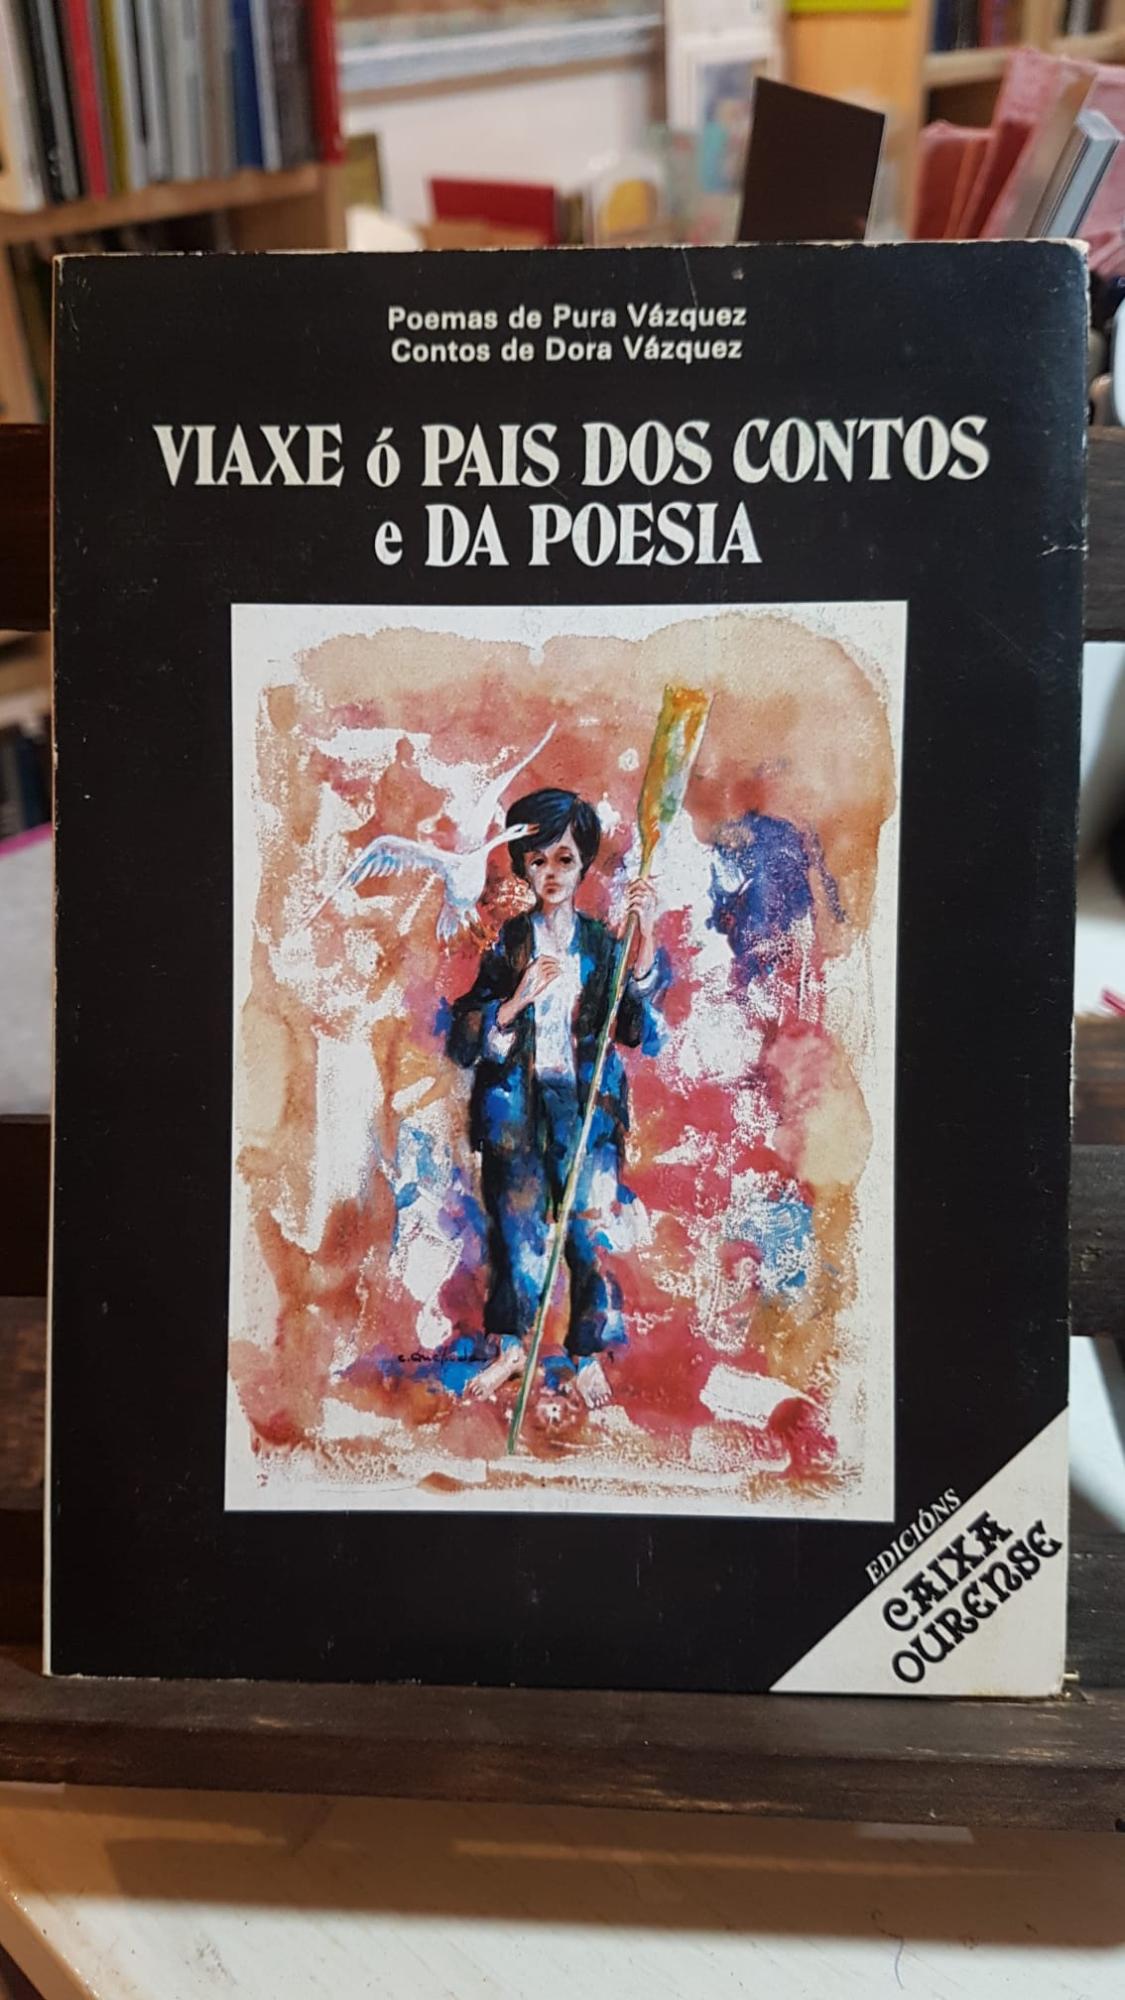 Poemas de Pura Vázquez
Contos de Dora Vázquez
VIAXE ó PAIS DOS CONTOS
e DA POESIA
EDICIÓNS
CAIXA
OURENSE